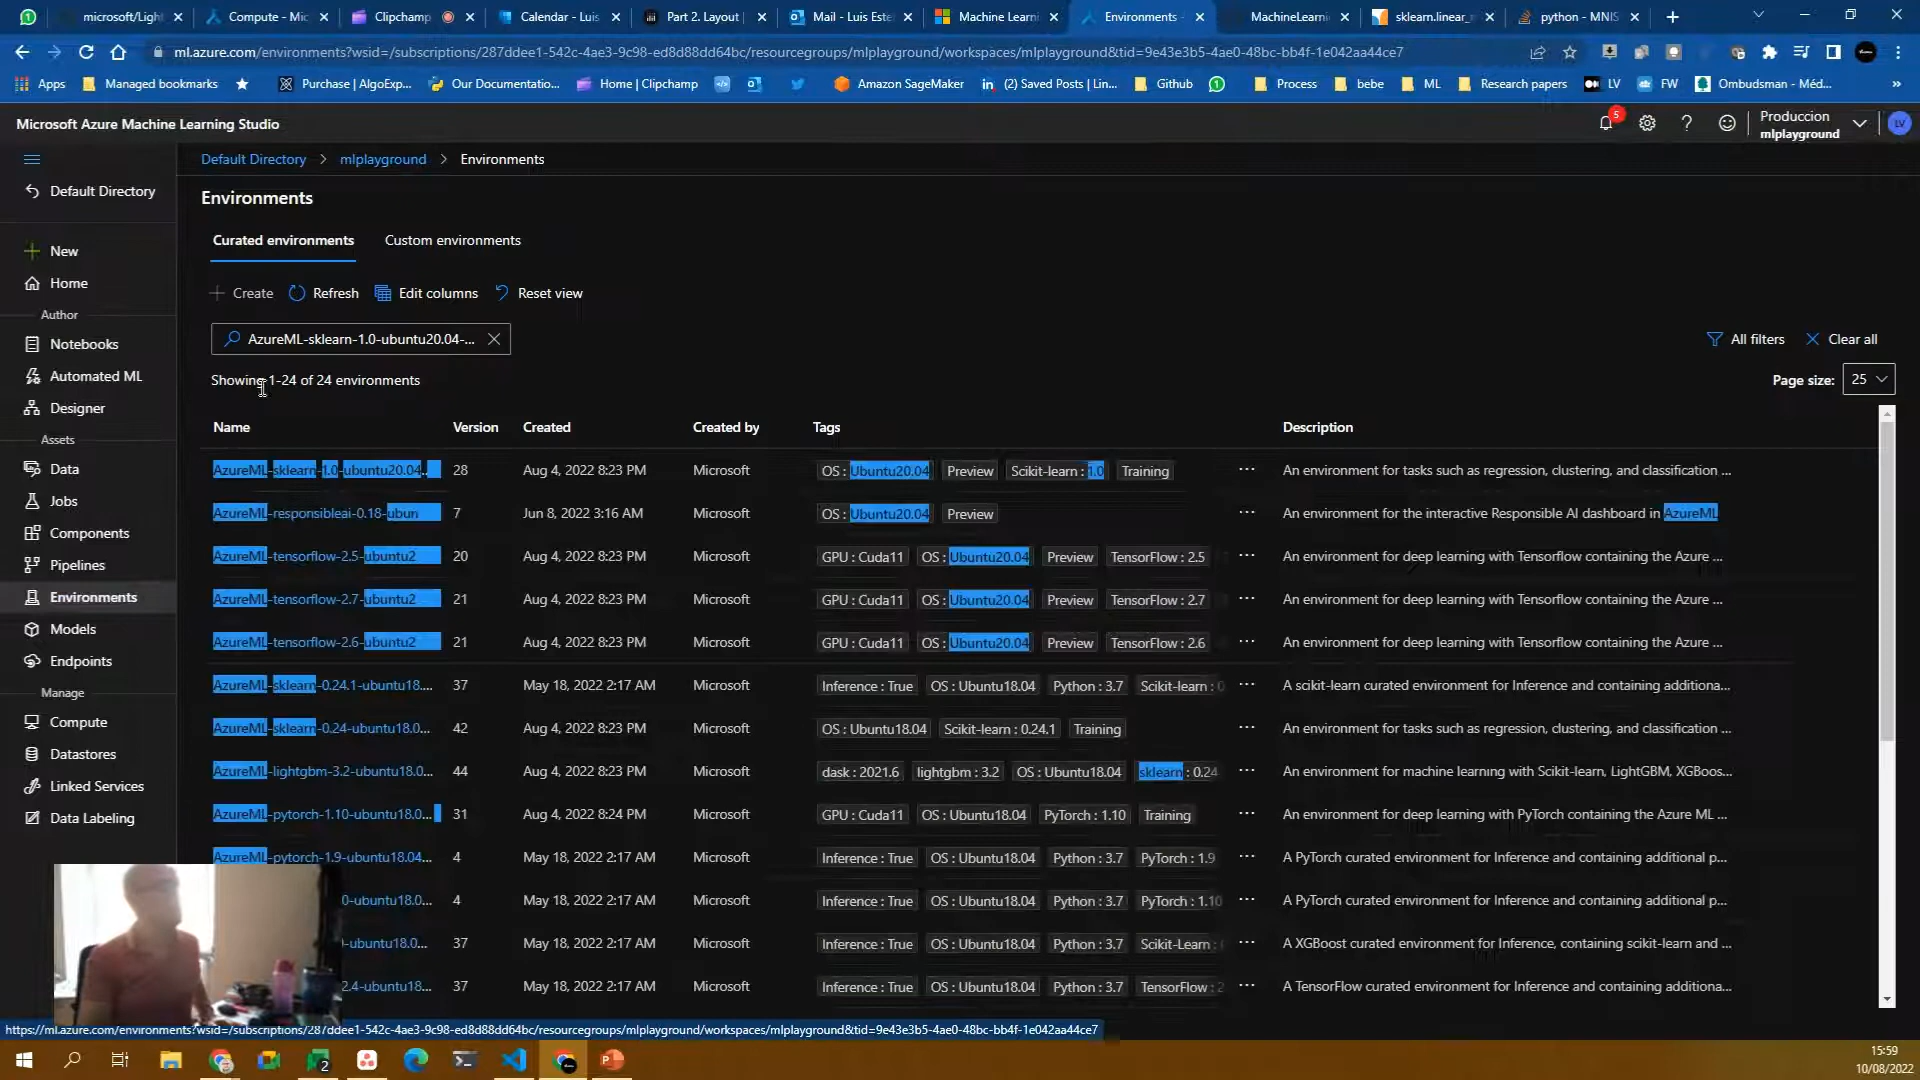 microsoft/Ligh
Compute - Mic
Clipchamp
Calendar - Luis
Part 2. Layout
Mail - Luis Este
Machine Learni
Environments -
MachineLearni
sklearn.linear_
python - MNIS
ml.azure.com/environments?wsid=/subscriptions/287ddee1-542c-4ae3-9c98-ed8d88dd64bc/resourcegroups/mlplayground/workspaces/mlplayground&tid=9e43e3b5-4ae0-48bc-bb4f-1e042aa44ce7
Apps
Managed bookmarks
Purchase | AlgoExp...
Our Documentatio...
Home | Clipchamp
Amazon SageMaker
(2) Saved Posts | Lin...
Github
Process
bebe
ML
Research papers
LV
FW
Ombudsman - Méd...
Microsoft Azure Machine Learning Studio
5
Produccion
mlplayground
LV
Default Directory > mlplayground > Environments
Default Directory
New
Home
Author
Notebooks
Automated ML
Designer
Assets
Data
Jobs
Components
Pipelines
Environments
Models
Endpoints
Manage
Compute
Datastores
Linked Services
Data Labeling
Environments
Curated environments
Custom environments
Create
Refresh
Edit columns
Reset view
AzureML-sklearn-1.0-ubuntu20.04-...
All filters
Clear all
Showing 1-24 of 24 environments
Page size: 25
Name Version Created Created by Tags Description
AzureML-sklearn-1.0-ubuntu20.04... 28 Aug 4, 2022 8:23 PM Microsoft OS : Ubuntu20.04 Preview Scikit-learn : 1.0 Training ... An environment for tasks such as regression, clustering, and classification ...
AzureML-responsibleai-0.18-ubun 7 Jun 8, 2022 3:16 AM Microsoft OS : Ubuntu20.04 Preview ... An environment for the interactive Responsible AI dashboard in AzureML
AzureML-tensorflow-2.5-ubuntu2 20 Aug 4, 2022 8:23 PM Microsoft GPU : Cuda11 OS : Ubuntu20.04 Preview TensorFlow : 2.5 ... An environment for deep learning with Tensorflow containing the Azure ...
AzureML-tensorflow-2.7-ubuntu2 21 Aug 4, 2022 8:23 PM Microsoft GPU : Cuda11 OS : Ubuntu20.04 Preview TensorFlow : 2.7 ... An environment for deep learning with Tensorflow containing the Azure ...
AzureML-tensorflow-2.6-ubuntu2 21 Aug 4, 2022 8:23 PM Microsoft GPU : Cuda11 OS : Ubuntu20.04 Preview TensorFlow : 2.6 ... An environment for deep learning with Tensorflow containing the Azure ...
AzureML-sklearn-0.24.1-ubuntu18.... 37 May 18, 2022 2:17 AM Microsoft Inference : True OS : Ubuntu18.04 Python : 3.7 Scikit-learn : 0 ... A scikit-learn curated environment for Inference and containing additiona...
AzureML-sklearn-0.24-ubuntu18.0... 42 Aug 4, 2022 8:23 PM Microsoft OS : Ubuntu18.04 Scikit-learn : 0.24.1 Training ... An environment for tasks such as regression, clustering, and classification ...
AzureML-lightgbm-3.2-ubuntu18.0... 44 Aug 4, 2022 8:23 PM Microsoft dask : 2021.6 lightgbm : 3.2 OS : Ubuntu18.04 sklearn : 0.24 ... An environment for machine learning with Scikit-learn, LightGBM, XGBoos...
AzureML-pytorch-1.10-ubuntu18.0... 31 Aug 4, 2022 8:24 PM Microsoft GPU : Cuda11 OS : Ubuntu18.04 PyTorch : 1.10 Training ... An environment for deep learning with PyTorch containing the Azure ML ...
AzureML-pytorch-1.9-ubuntu18.04... 4 May 18, 2022 2:17 AM Microsoft Inference : True OS : Ubuntu18.04 Python : 3.7 PyTorch : 1.9 ... A PyTorch curated environment for Inference and containing additional p...
0-ubuntu18.0... 4 May 18, 2022 2:17 AM Microsoft Inference : True OS : Ubuntu18.04 Python : 3.7 PyTorch : 1.10 ... A PyTorch curated environment for Inference and containing additional p...
-ubuntu18.0... 37 May 18, 2022 2:17 AM Microsoft Inference : True OS : Ubuntu18.04 Python : 3.7 Scikit-Learn : ... A XGBoost curated environment for Inference, containing scikit-learn and ...
2.4-ubuntu18... 37 May 18, 2022 2:17 AM Microsoft Inference : True OS : Ubuntu18.04 Python : 3.7 TensorFlow : 2 ... A TensorFlow curated environment for Inference and containing additiona...
https://ml.azure.com/environments?wsid=/subscriptions/287ddee1-542c-4ae3-9c98-ed8d88dd64bc/resourcegroups/mlplayground/workspaces/mlplayground&tid=9e43e3b5-4ae0-48bc-bb4f-1e042aa44ce7
2
15:59
10/08/2022